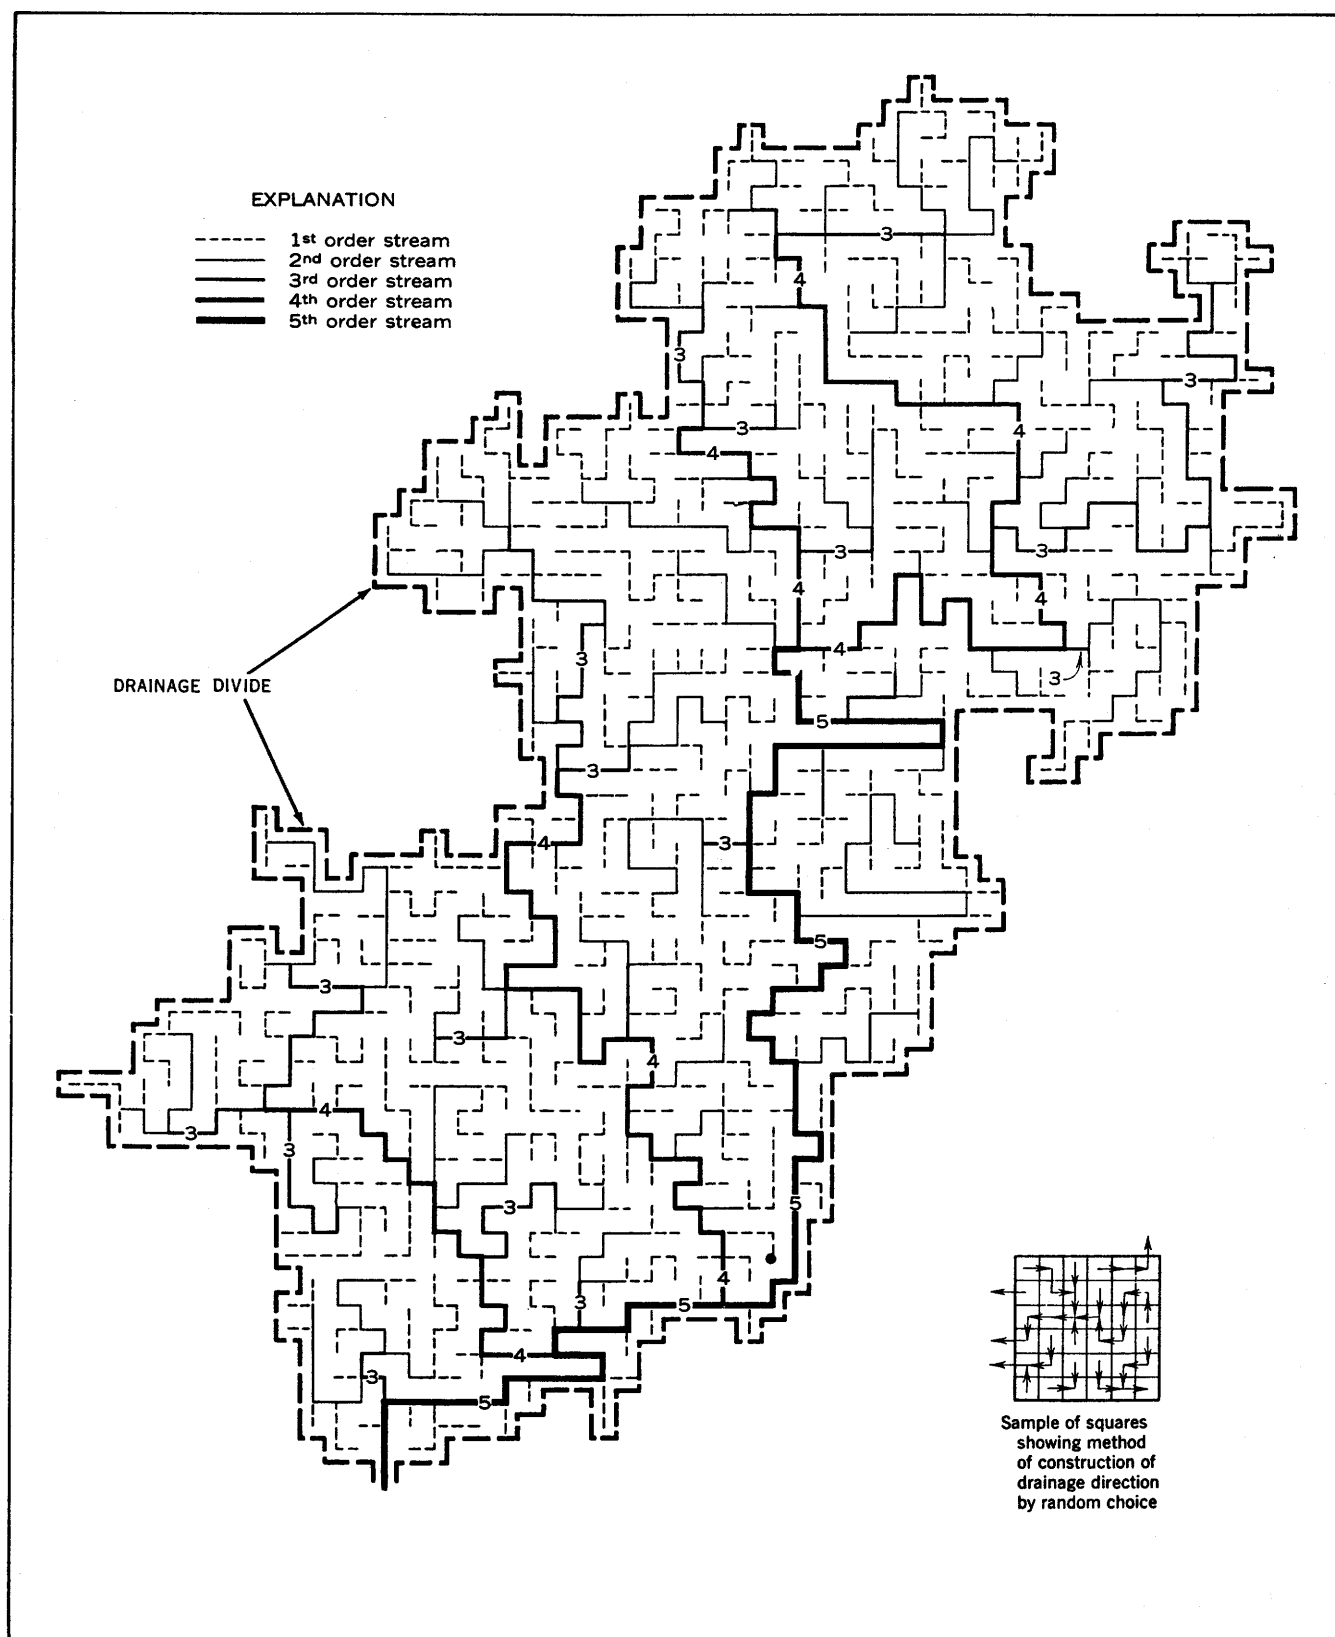 EXPLANATION
1st order stream
2nd order stream
3rd order stream
4th order stream
5th order stream
3
4
3
3
3
4
4
3
3
4
4
4
3
3
DRAINAGE DIVIDE
5
3
4
3
5
3
3
4
4
3
3
5
3
4
3
5
4
3
5
Sample of squares
showing method
of construction of
drainage direction
by random choice